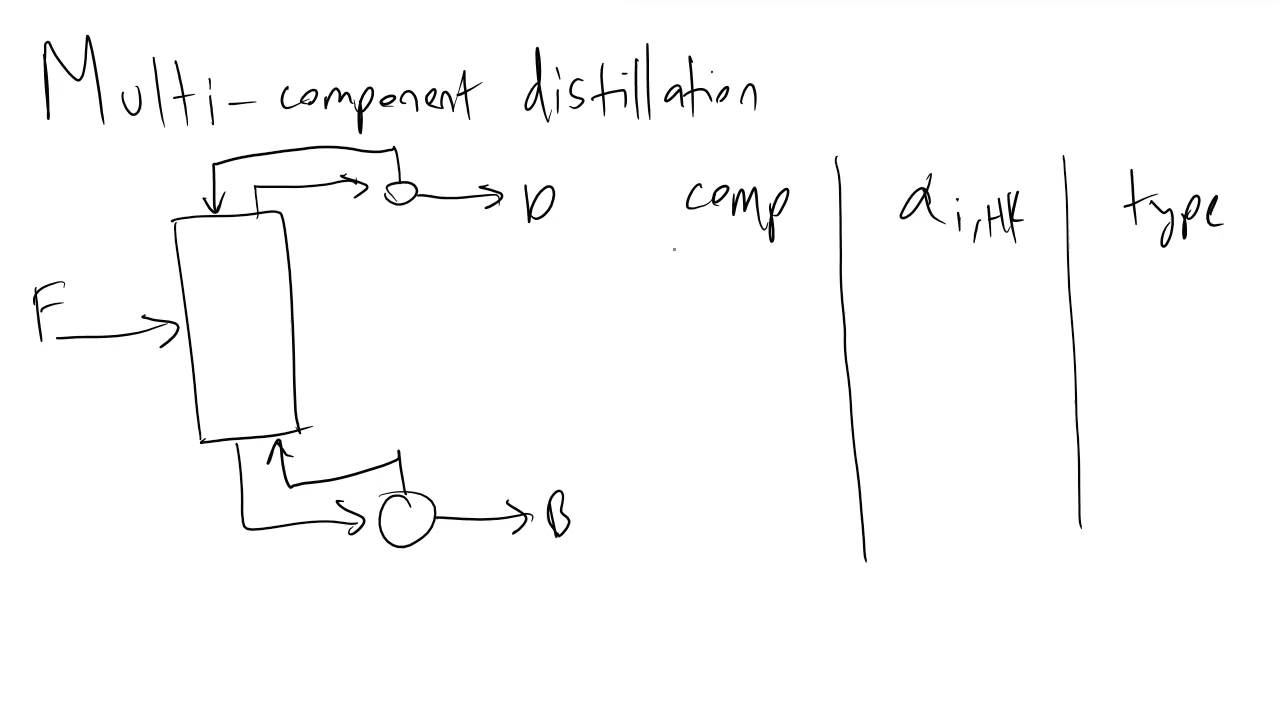 Multi-component distillation
D
comp
α i,HK
type
F
B